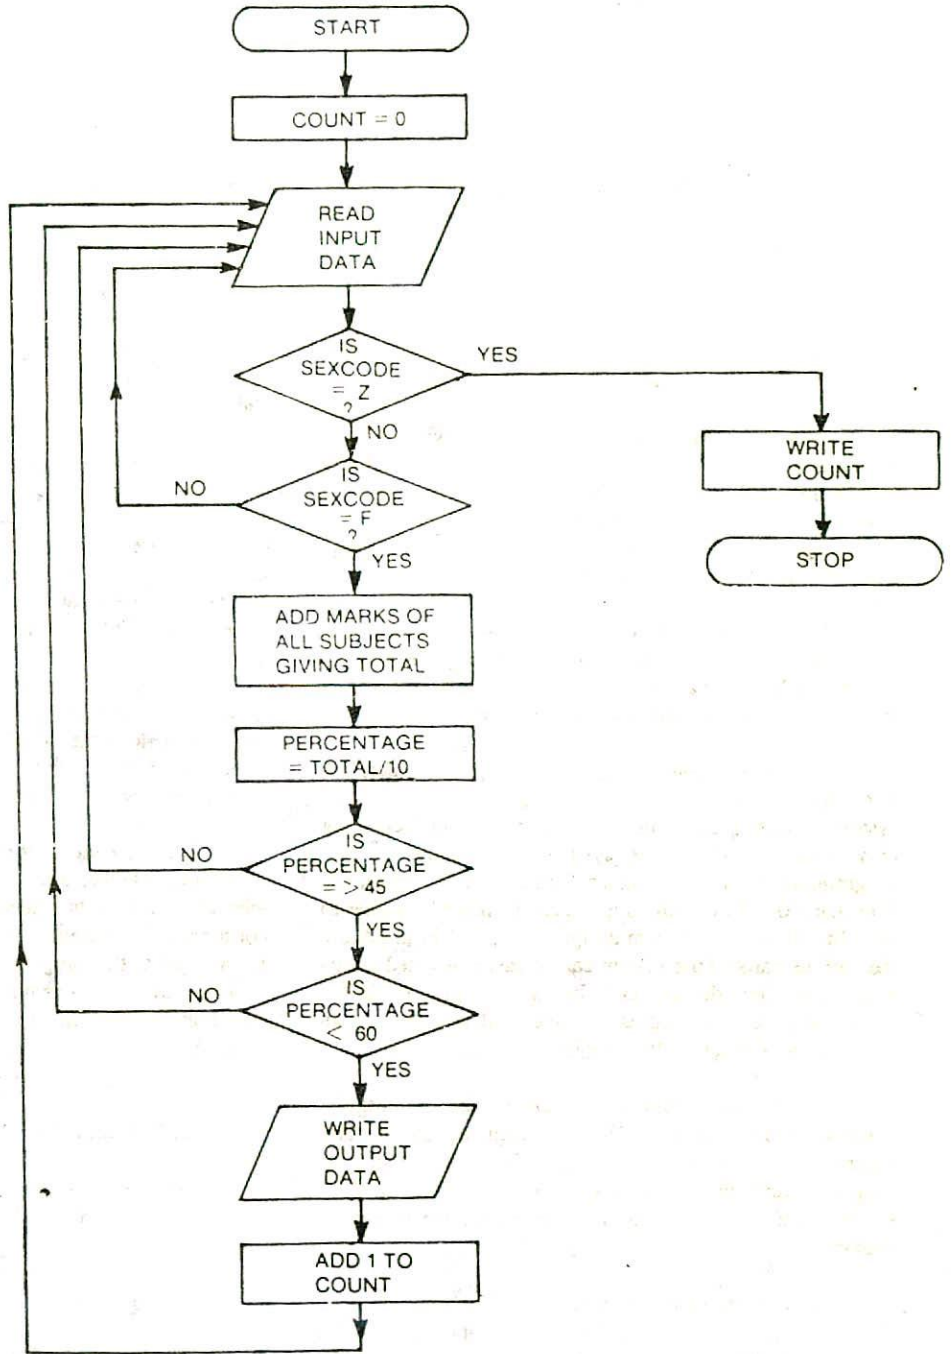 START
COUNT = 0
READ
INPUT
DATA
IS
SEXCODE
= Z
?
YES
NO
WRITE
COUNT
STOP
IS
SEXCODE
= F
?
NO
YES
ADD MARKS OF
ALL SUBJECTS
GIVING TOTAL
PERCENTAGE
= TOTAL/10
IS
PERCENTAGE
= > 45
NO
YES
IS
PERCENTAGE
< 60
NO
YES
WRITE
OUTPUT
DATA
ADD 1 TO
COUNT